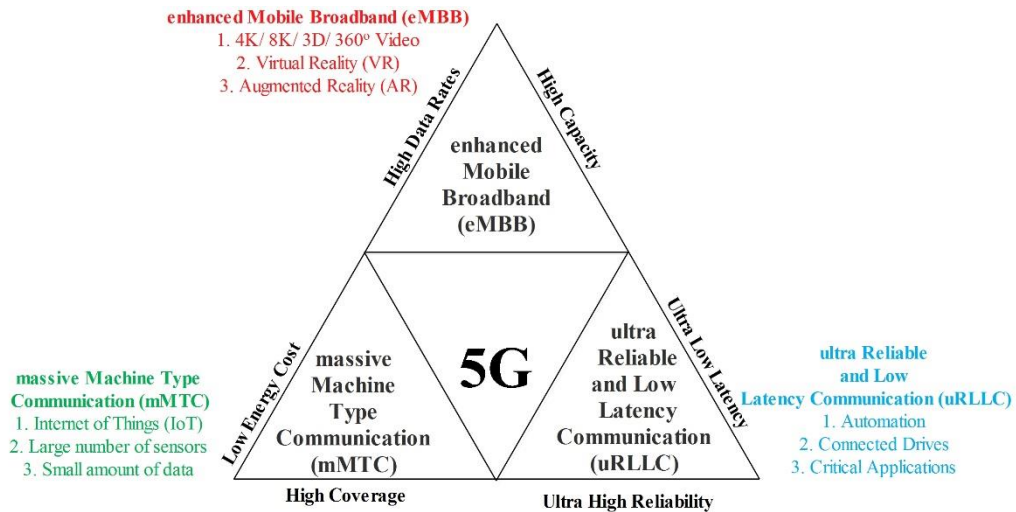 enhanced Mobile Broadband (eMBB)
1. 4K/ 8K/ 3D/ 360º Video
2. Virtual Reality (VR)
3. Augmented Reality (AR)
High Data Rates
High Capacity
enhanced
Mobile
Broadband
(eMBB)
Low Energy Cost
massive
Machine
Type
Communication
(mMTC)
5G
ultra
Reliable
and Low
Latency
Communication
(uRLLC)
Ultra Low Latency
massive Machine Type
Communication (mMTC)
1. Internet of Things (IoT)
2. Large number of sensors
3. Small amount of data
ultra Reliable
and Low
Latency Communication (uRLLC)
1. Automation
2. Connected Drives
3. Critical Applications
High Coverage
Ultra High Reliability